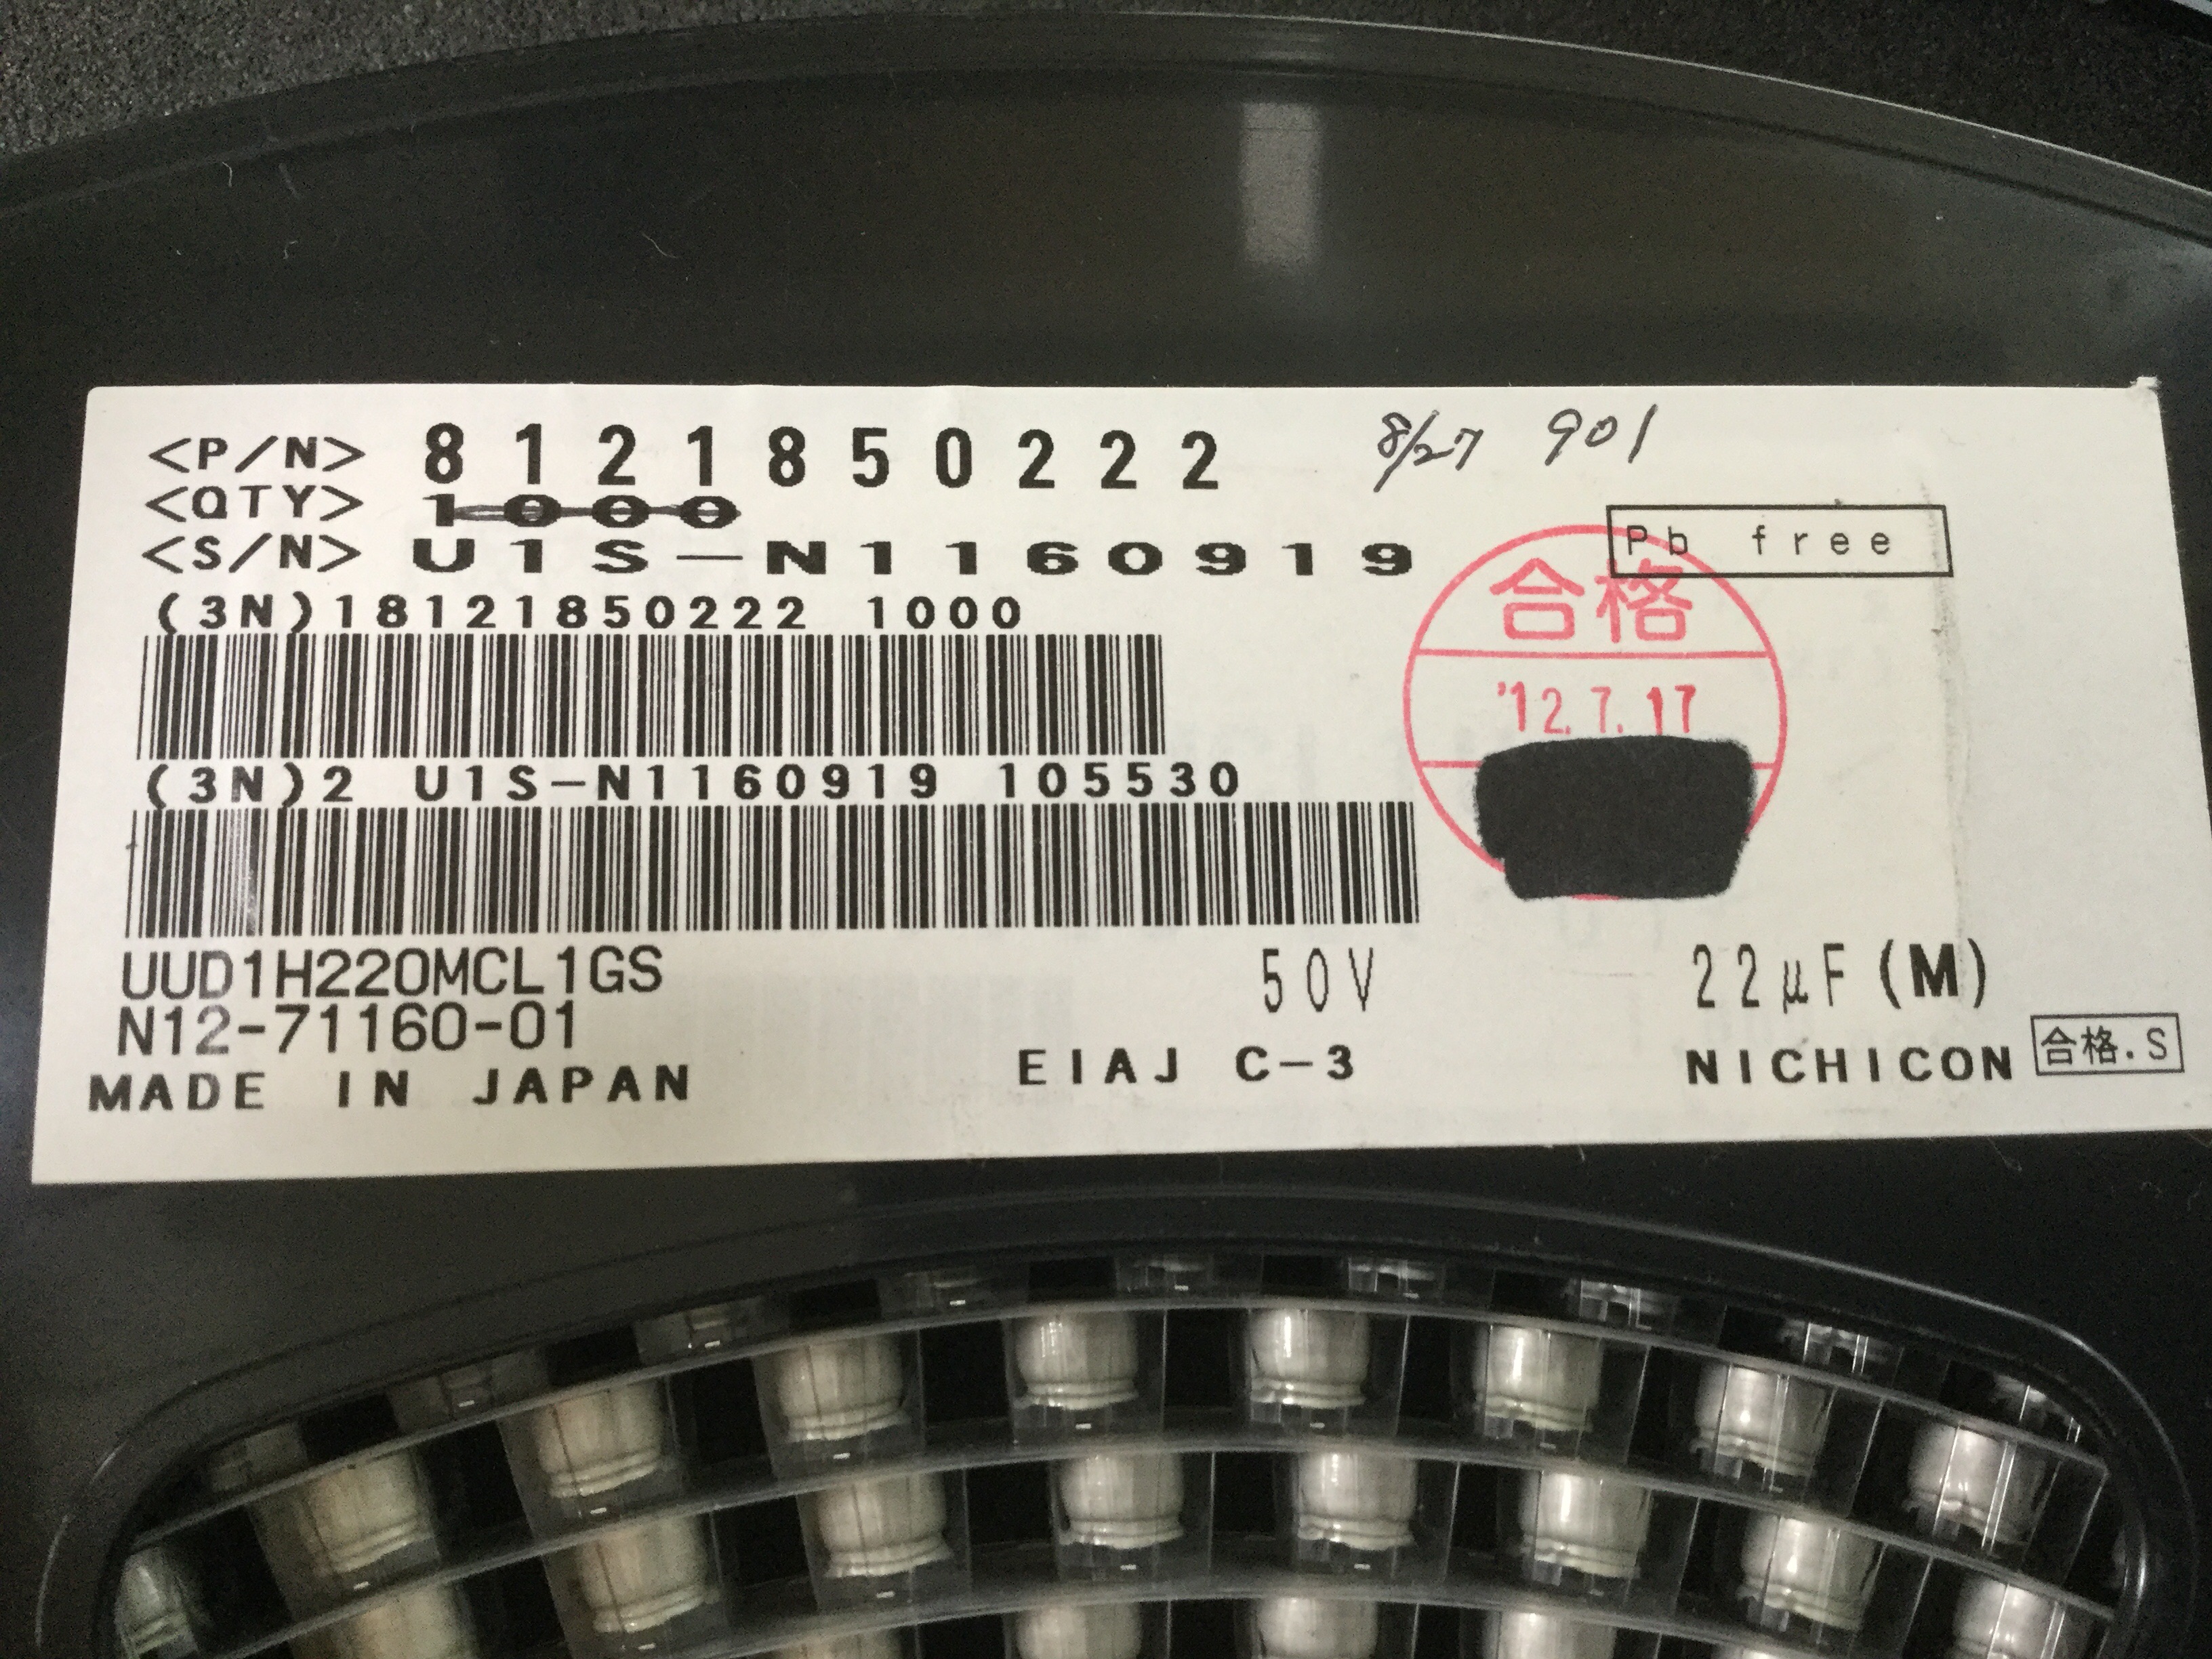 <P/N> 8121850222 8/27 901
<QTY> 1000
<S/N> U1S-N1160919
Pb free
(3N)18121850222 1000
合格
'12.7.17
(3N)2 U1S-N1160919 105530
UUD1H220MCL1GS 50V 22μF(M)
N12-71160-01
MADE IN JAPAN EIAJ C-3 NICHICON 合格.S